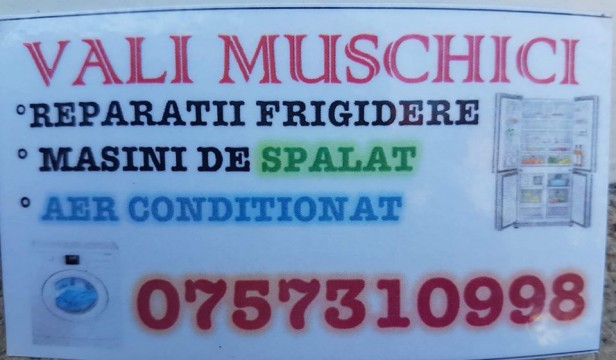 VALI MUSCHICI
°REPARATII FRIGIDERE
° MASINI DE SPALAT
° AER CONDITIONAT
0757310998